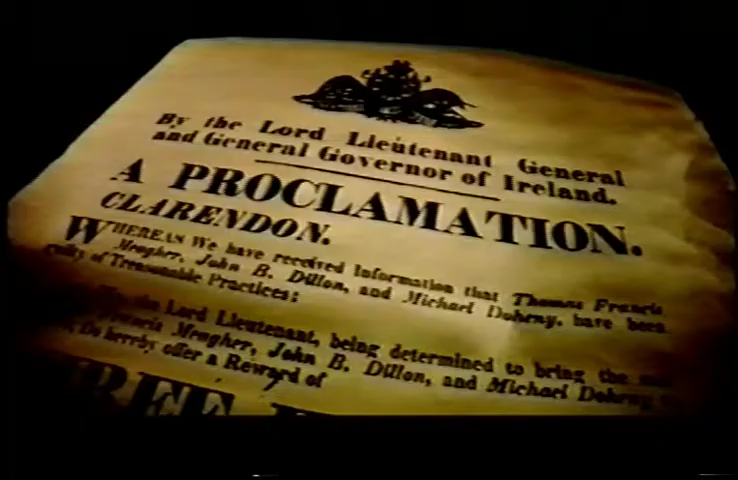 By the Lord Lieutenant General
and General Governor of Ireland.
A PROCLAMATION.
CLARENDON.
WHEREAS We have received Information that Thomas Francis
Meagher, John B. Dillon, and Michael Doheny, have been
guilty of Treasonable Practices:
the Lord Lieutenant, being determined to bring the
Francis Meagher, John B. Dillon, and Michael Doheny
Do hereby offer a Reward of